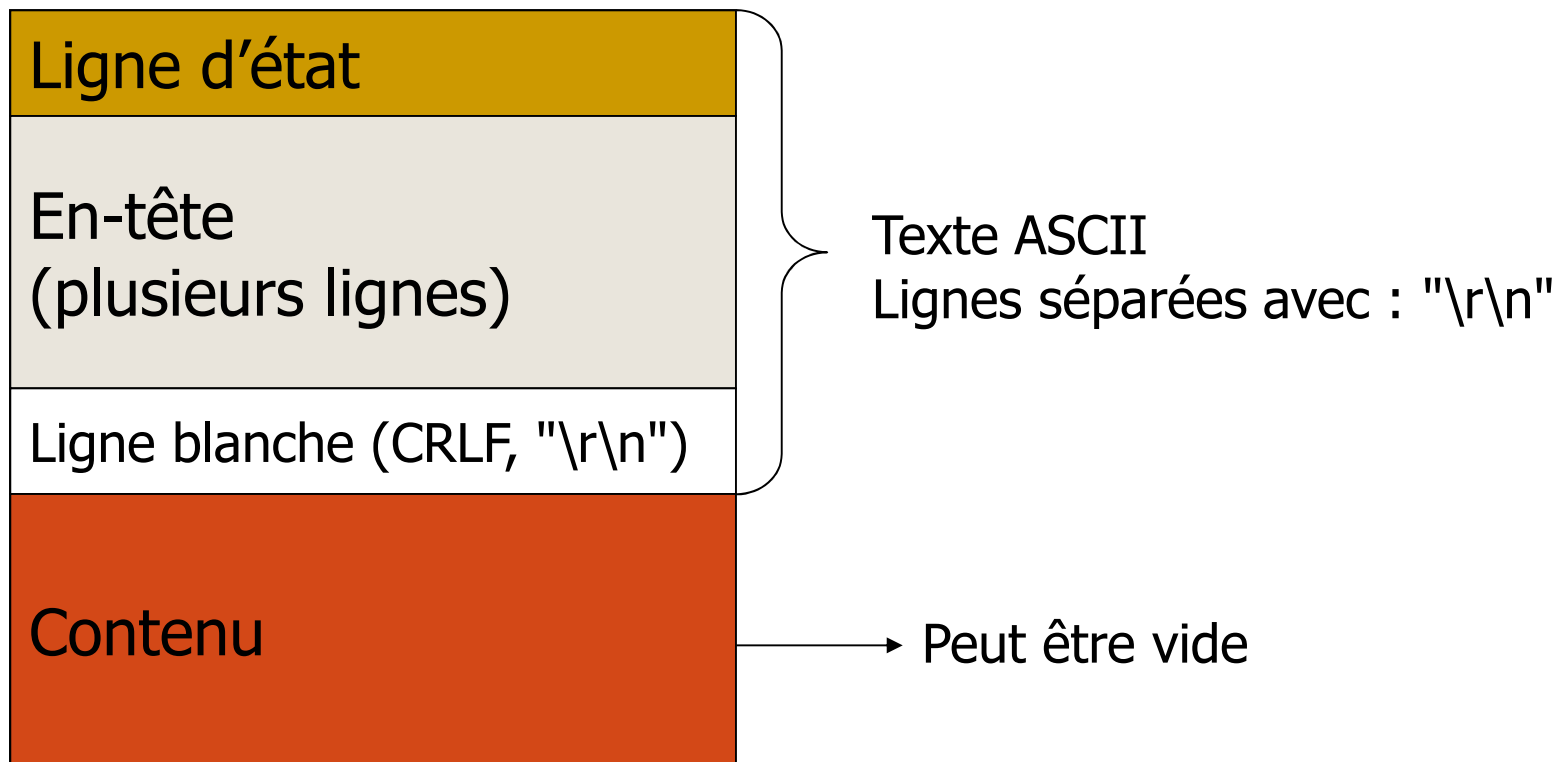 Ligne d’état
En-tête
(plusieurs lignes)
Texte ASCII
Lignes séparées avec : "\r\n"
Ligne blanche (CRLF, "\r\n")
Contenu
Peut être vide